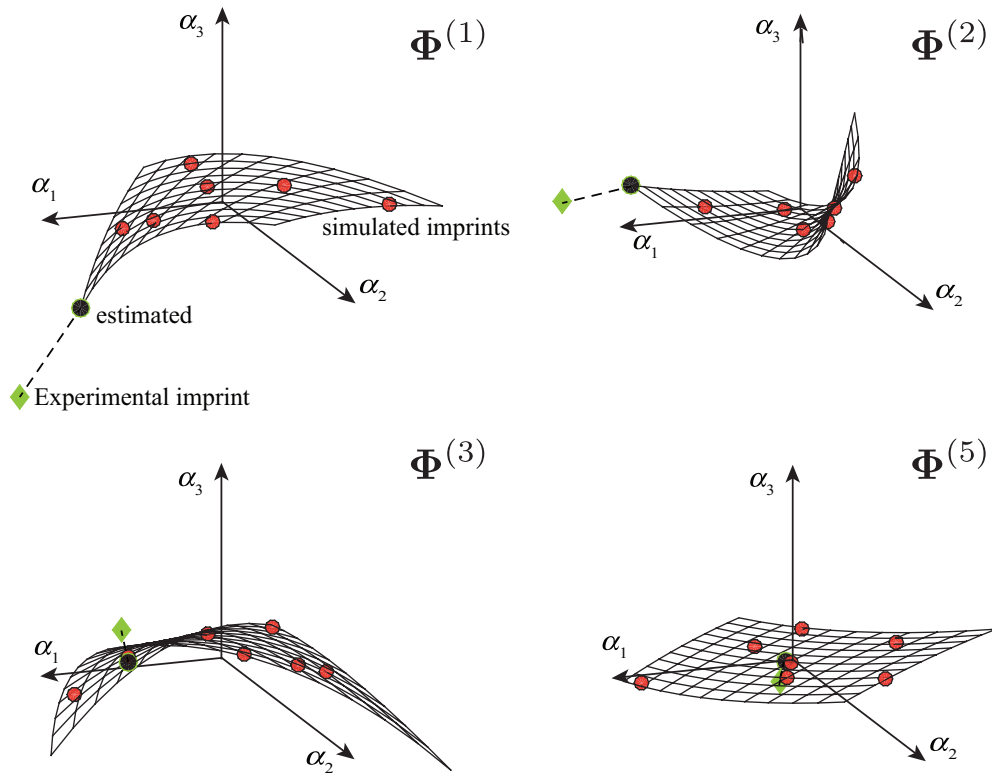 α₃
Φ⁽¹⁾
α₁
simulated imprints
α₂
estimated
Experimental imprint
α₃
Φ⁽²⁾
α₁
α₂
α₃
Φ⁽³⁾
α₁
α₂
α₃
Φ⁽⁵⁾
α₁
α₂